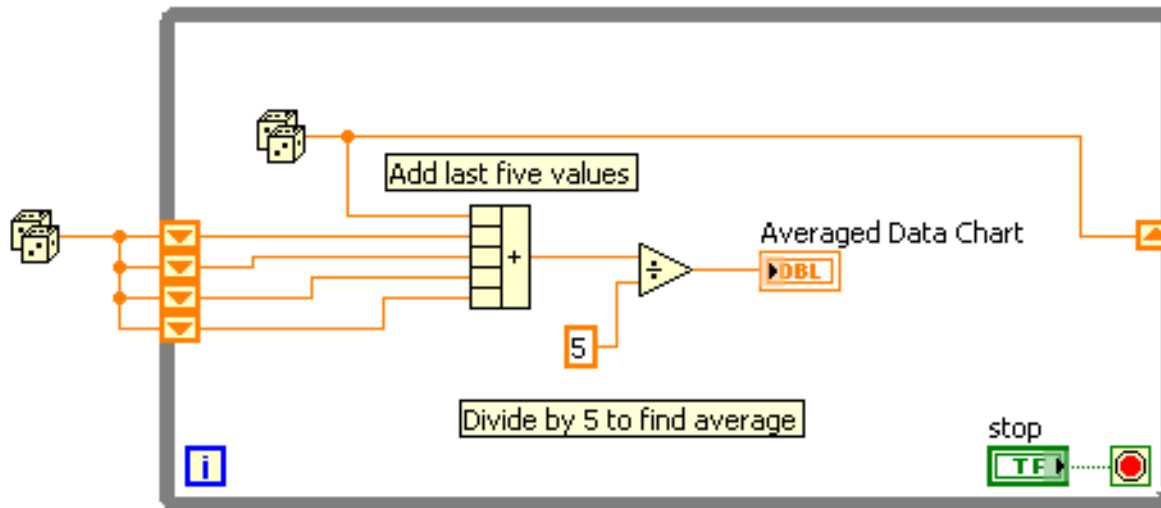 Add last five values
Averaged Data Chart
DBL
+
÷
5
Divide by 5 to find average
stop
i
TF